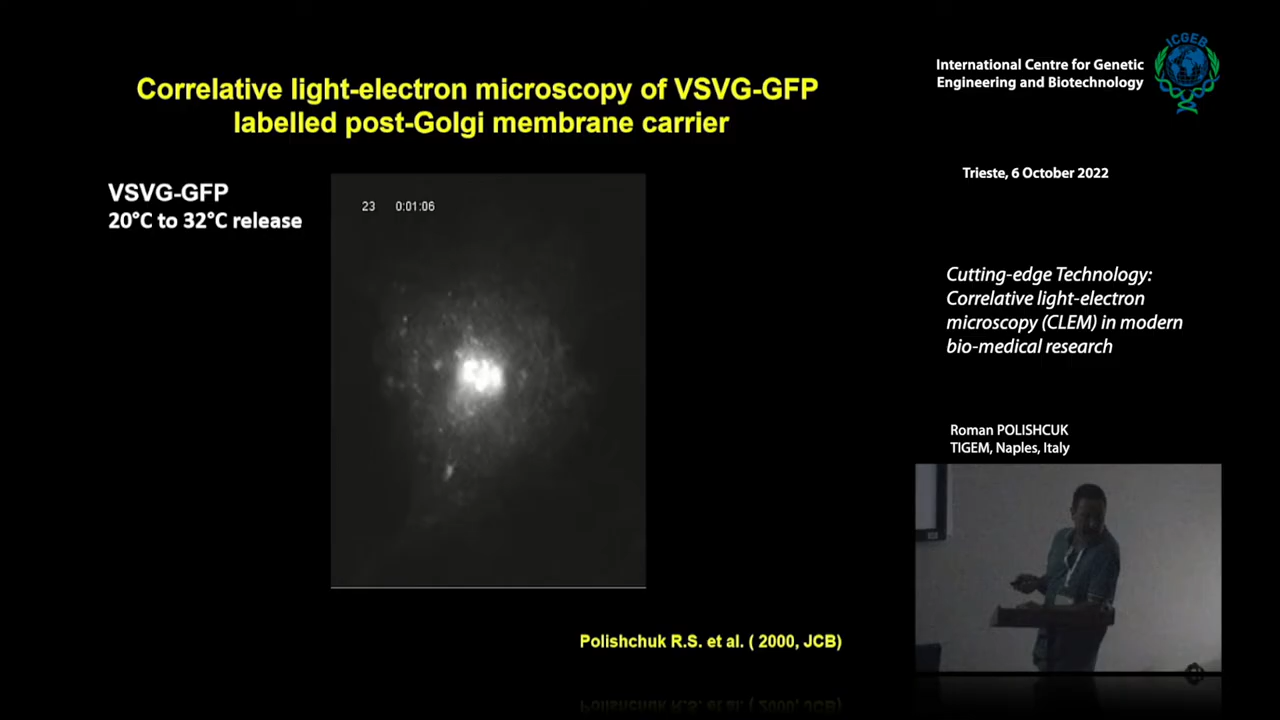 Correlative light-electron microscopy of VSVG-GFP
labelled post-Golgi membrane carrier
VSVG-GFP
20°C to 32°C release
23 0:01:06
Polishchuk R.S. et al. ( 2000, JCB)
International Centre for Genetic
Engineering and Biotechnology
ICGEB
Trieste, 6 October 2022
Cutting-edge Technology:
Correlative light-electron
microscopy (CLEM) in modern
bio-medical research
Roman POLISHCUK
TIGEM, Naples, Italy